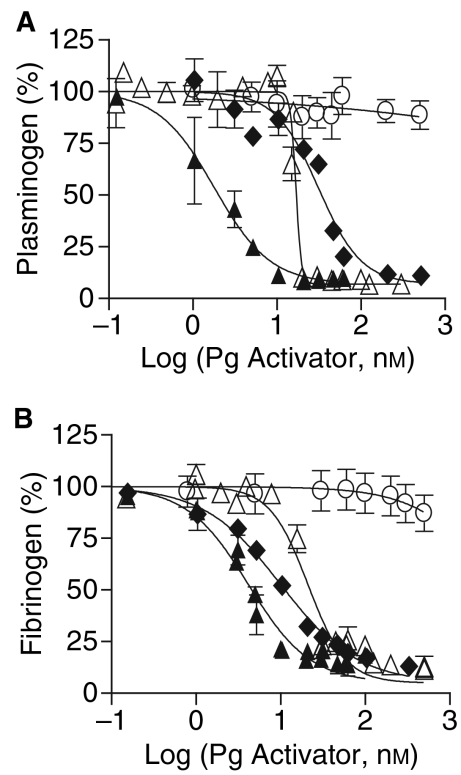 A
125
100
75
50
25
0
Plasminogen (%)
−1 0 1 2 3
Log (Pg Activator, nM)
B
125
100
75
50
25
0
Fibrinogen (%)
−1 0 1 2 3
Log (Pg Activator, nM)